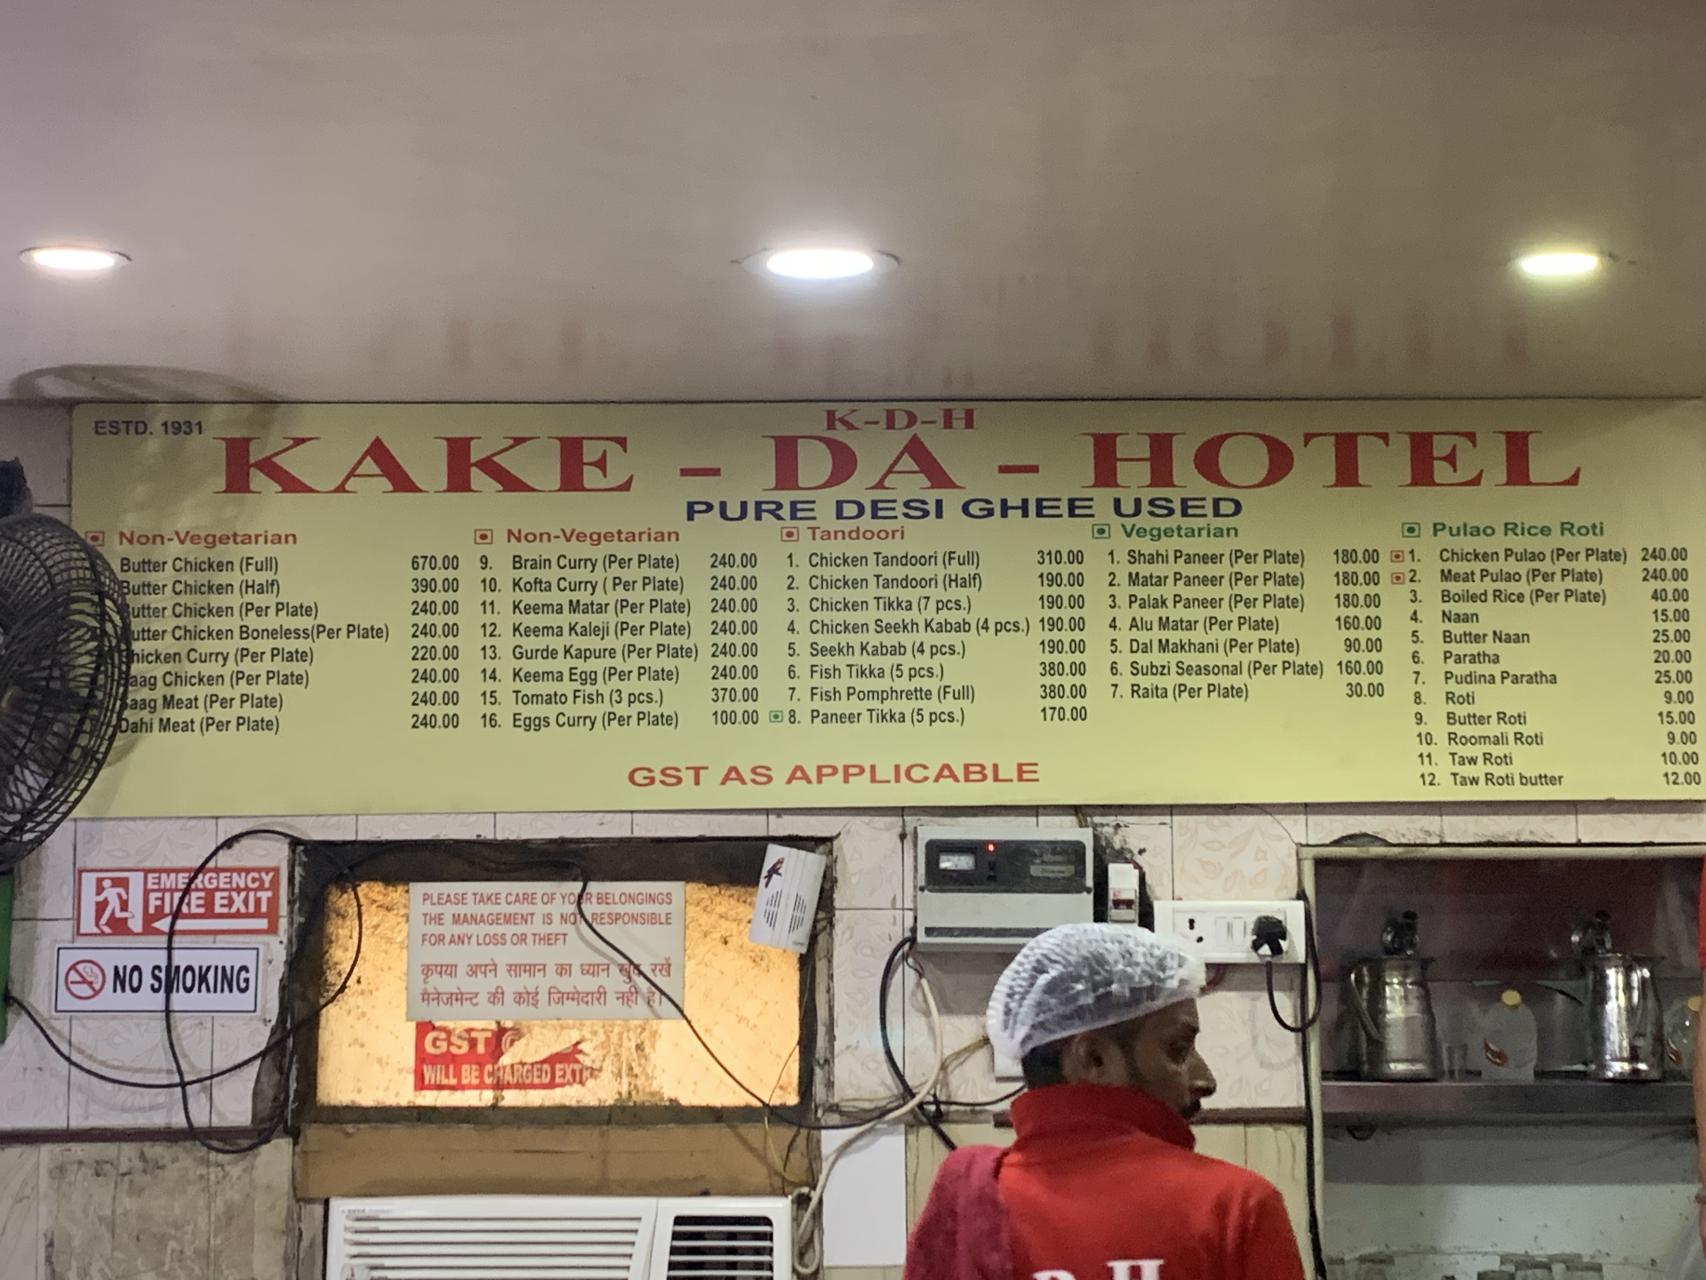 ESTD. 1931
K-D-H
KAKE - DA - HOTEL
PURE DESI GHEE USED
Non-Vegetarian
Butter Chicken (Full) 670.00
Butter Chicken (Half) 390.00
Butter Chicken (Per Plate) 240.00
Butter Chicken Boneless(Per Plate) 240.00
Chicken Curry (Per Plate) 220.00
Saag Chicken (Per Plate) 240.00
Saag Meat (Per Plate) 240.00
Dahi Meat (Per Plate) 240.00
Non-Vegetarian
9. Brain Curry (Per Plate) 240.00
10. Kofta Curry ( Per Plate) 240.00
11. Keema Matar (Per Plate) 240.00
12. Keema Kaleji (Per Plate) 240.00
13. Gurde Kapure (Per Plate) 240.00
14. Keema Egg (Per Plate) 240.00
15. Tomato Fish (3 pcs.) 370.00
16. Eggs Curry (Per Plate) 100.00
Tandoori
1. Chicken Tandoori (Full) 310.00
2. Chicken Tandoori (Half) 190.00
3. Chicken Tikka (7 pcs.) 190.00
4. Chicken Seekh Kabab (4 pcs.) 190.00
5. Seekh Kabab (4 pcs.) 190.00
6. Fish Tikka (5 pcs.) 380.00
7. Fish Pomphrette (Full) 380.00
8. Paneer Tikka (5 pcs.) 170.00
Vegetarian
1. Shahi Paneer (Per Plate) 180.00
2. Matar Paneer (Per Plate) 180.00
3. Palak Paneer (Per Plate) 180.00
4. Alu Matar (Per Plate) 160.00
5. Dal Makhani (Per Plate) 90.00
6. Subzi Seasonal (Per Plate) 160.00
7. Raita (Per Plate) 30.00
Pulao Rice Roti
1. Chicken Pulao (Per Plate) 240.00
2. Meat Pulao (Per Plate) 240.00
3. Boiled Rice (Per Plate) 40.00
4. Naan 15.00
5. Butter Naan 25.00
6. Paratha 20.00
7. Pudina Paratha 25.00
8. Roti 9.00
9. Butter Roti 15.00
10. Roomali Roti 9.00
11. Taw Roti 10.00
12. Taw Roti butter 12.00
GST AS APPLICABLE
EMERGENCY
FIRE EXIT
NO SMOKING
PLEASE TAKE CARE OF YOUR BELONGINGS
THE MANAGEMENT IS NOT RESPONSIBLE
FOR ANY LOSS OR THEFT
कृपया अपने सामान का ध्यान खुद रखें
मैनेजमेन्ट की कोई जिम्मेदारी नहीं है।
GST
WILL BE CHARGED EXTRA
D H